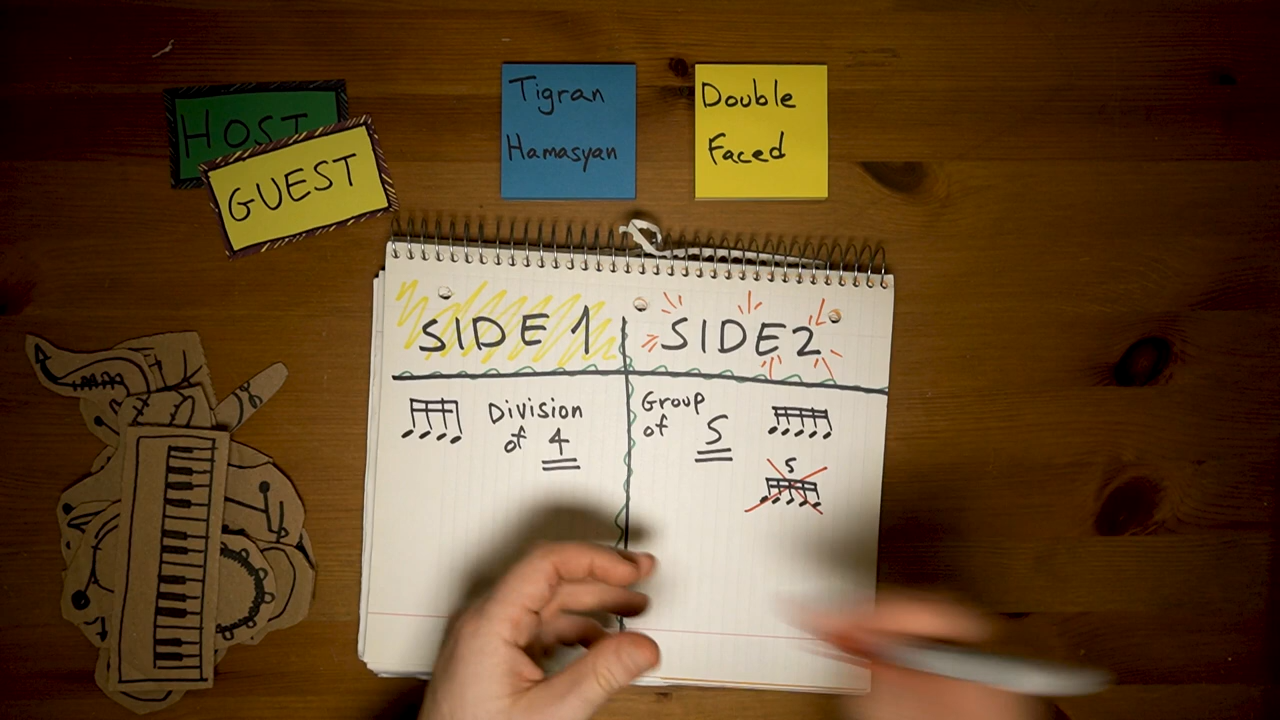 HOST
GUEST
Tigran
Hamasyan
Double
Faced
SIDE 1
SIDE 2
Division
of 4
Group
of 5
5